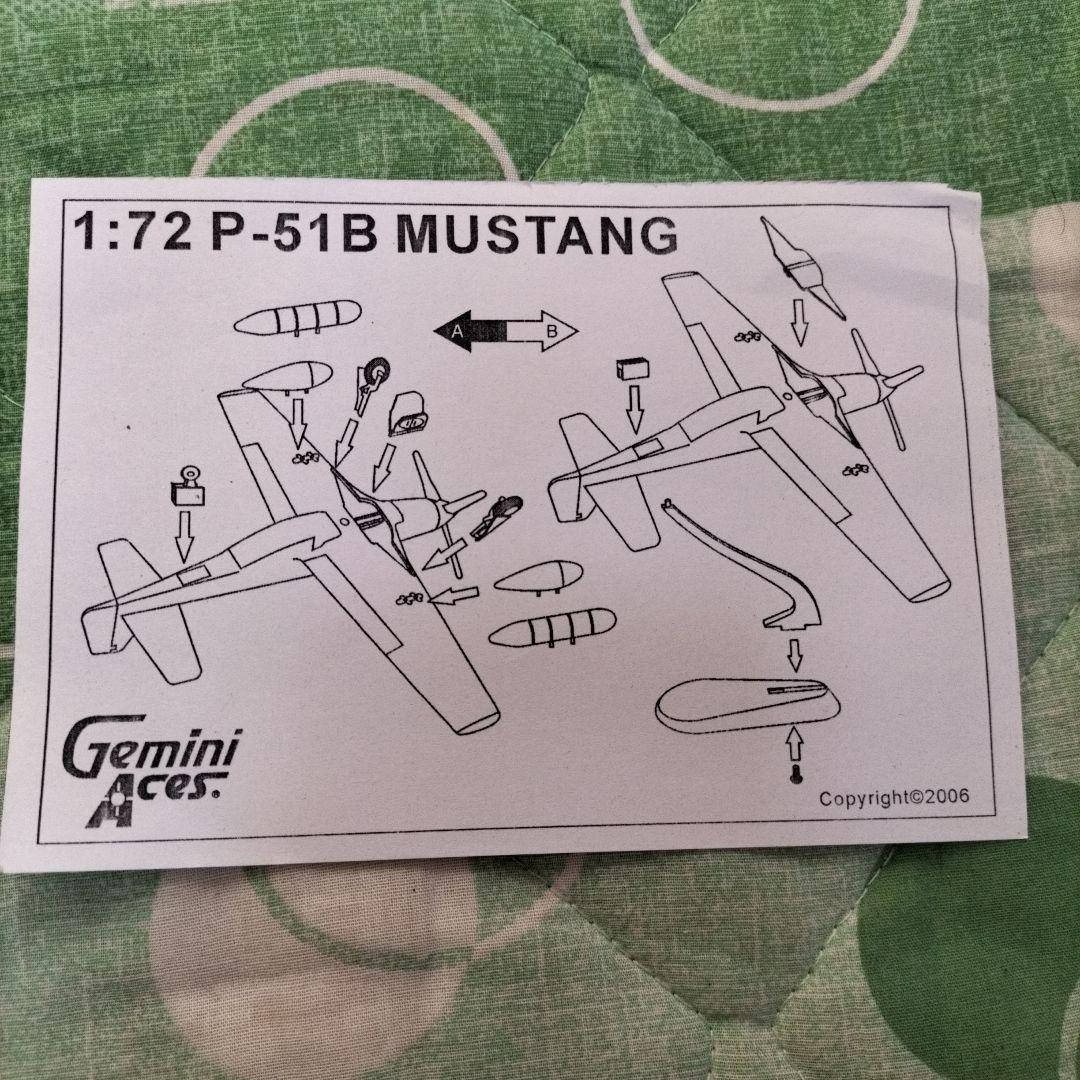 1:72 P-51B MUSTANG
A B
Gemini
Aces.
Copyright©2006